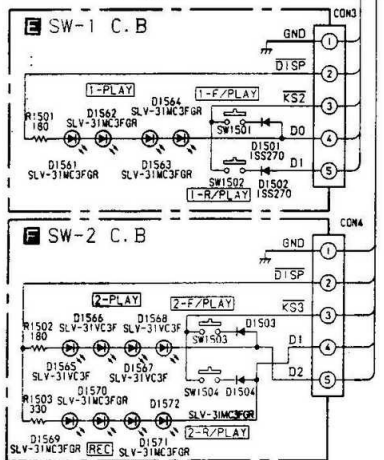 CON3
E SW-1 C.B
GND
1
DISP
2
1-PLAY
1-F/PLAY
KS2
3
D1562
SLV-31MC3FGR
D1564
SLV-31MC3FGR
R1501
180
SW1501
D0
4
D1501
1SS270
D1
5
D1561
SLV-31MC3FGR
D1563
SLV-31MC3FGR
SW1502
D1502
1SS270
1-R/PLAY
CON4
F SW-2 C.B
GND
1
DISP
2
2-PLAY
2-F/PLAY
KS3
3
D1566
SLV-31VC3F
D1568
SLV-31VC3F
R1502
180
D1503
SW1503
D1
4
D1565
SLV-31VC3F
D1567
SLV-31VC3F
D2
5
R1503
330
D1570
SLV-31MC3FGR
D1572
SLV-31MC3FGR
SW1504
D1504
2-R/PLAY
D1569
SLV-31MC3FGR
REC
D1571
SLV-31MC3FGR